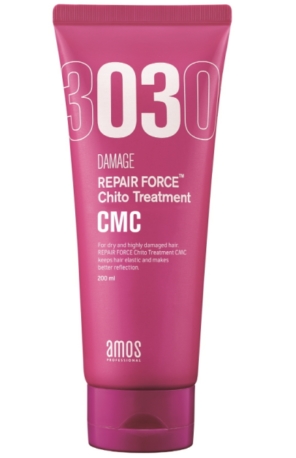 3030
DAMAGE
REPAIR FORCE™
Chito Treatment
CMC
For dry and highly damaged hair
REPAIR FORCE Chito Treatment CMC
keeps hair elastic and makes
better reflection.
200 ml
amos
PROFESSIONAL